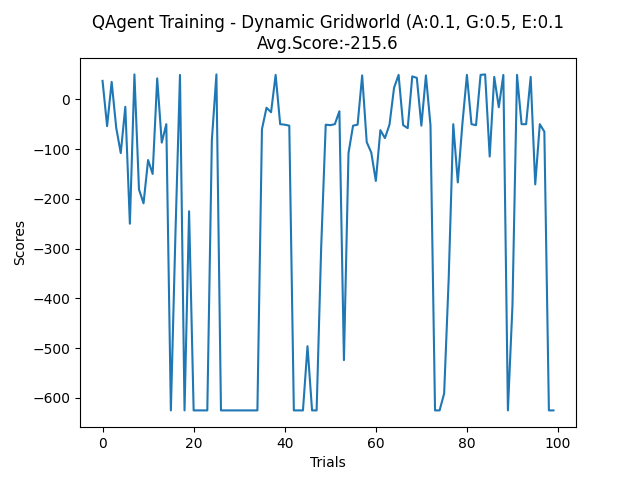 QAgent Training - Dynamic Gridworld (A:0.1, G:0.5, E:0.1
Avg.Score:-215.6
0
−100
−200
−300
−400
−500
−600
Scores
0 20 40 60 80 100
Trials